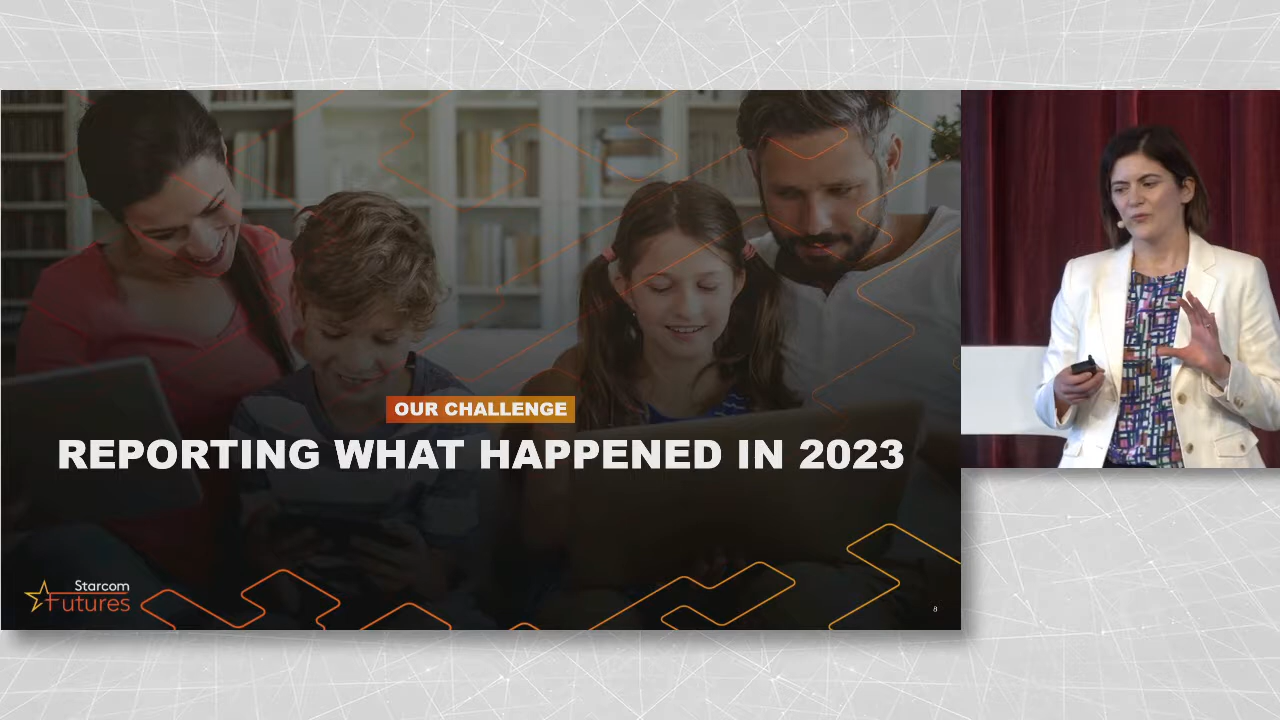 OUR CHALLENGE
REPORTING WHAT HAPPENED IN 2023
Starcom
Futures
8